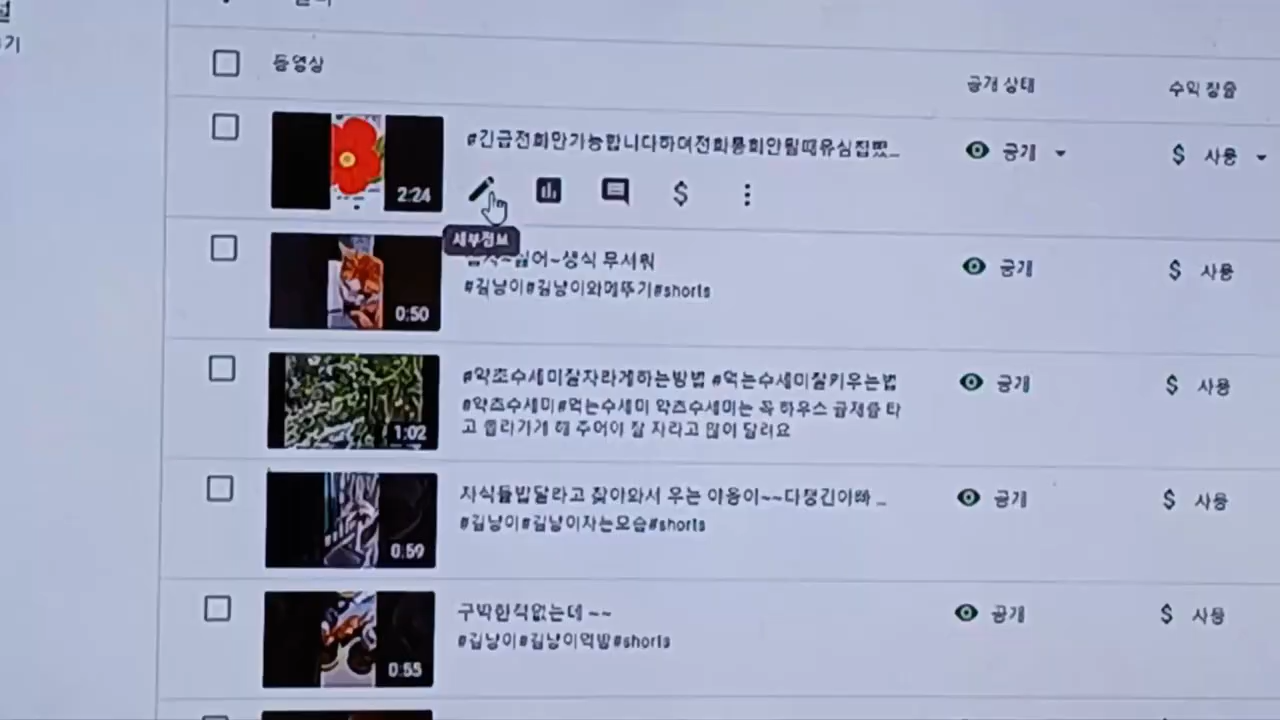 동영상
공개 상태
수익 창출
#긴급전화만가능합니다하여전화통화안될때유심칩뺐...
공개
$ 사용
2:24
세부정보
싫어~생식 무서워
#김냥이#김냥이와메뚜기#shorts
공개
$ 사용
0:50
#약초수세미잘자라게하는방법 #먹는수세미잘키우는법
#약초수세미#먹는수세미 약초수세미는 꼭 하우스 골재를 타
고 올라가게 해 주어야 잘 자라고 많이 달려요
공개
$ 사용
1:02
자식들밥달라고 찾아와서 우는 야옹이~~다정긴이빠 ...
#김냥이#김냥이자는모습#shorts
공개
$ 사용
0:59
구박한적없는데 ~~
#김냥이#김냥이먹밥#shorts
공개
$ 사용
0:55